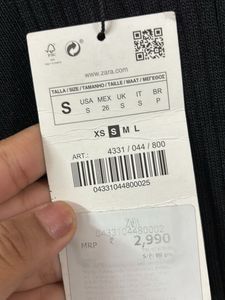 www.zara.com
TALLA / SIZE / TAMANHO / TAILLE / MAAT / ΜΕΓΕΘΟΣ
S
USA MEX UK IT BR
S 26 S S P
XS S M L
ART.: 4331 / 044 / 800
04331044800025
0433104480002
MRP ₹ 2,990